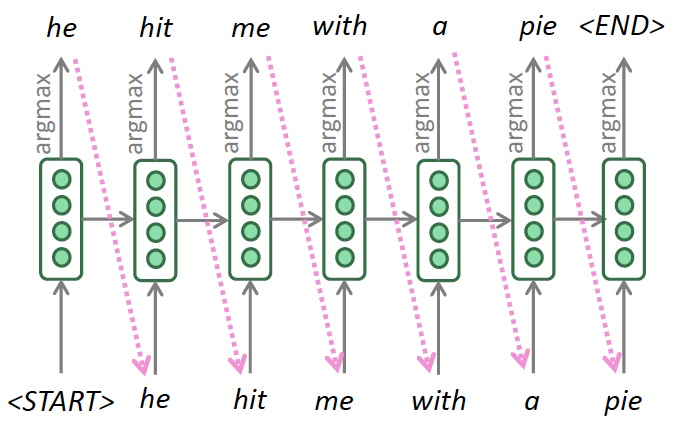 he hit me with a pie <END>
argmax argmax argmax argmax argmax argmax argmax
<START> he hit me with a pie